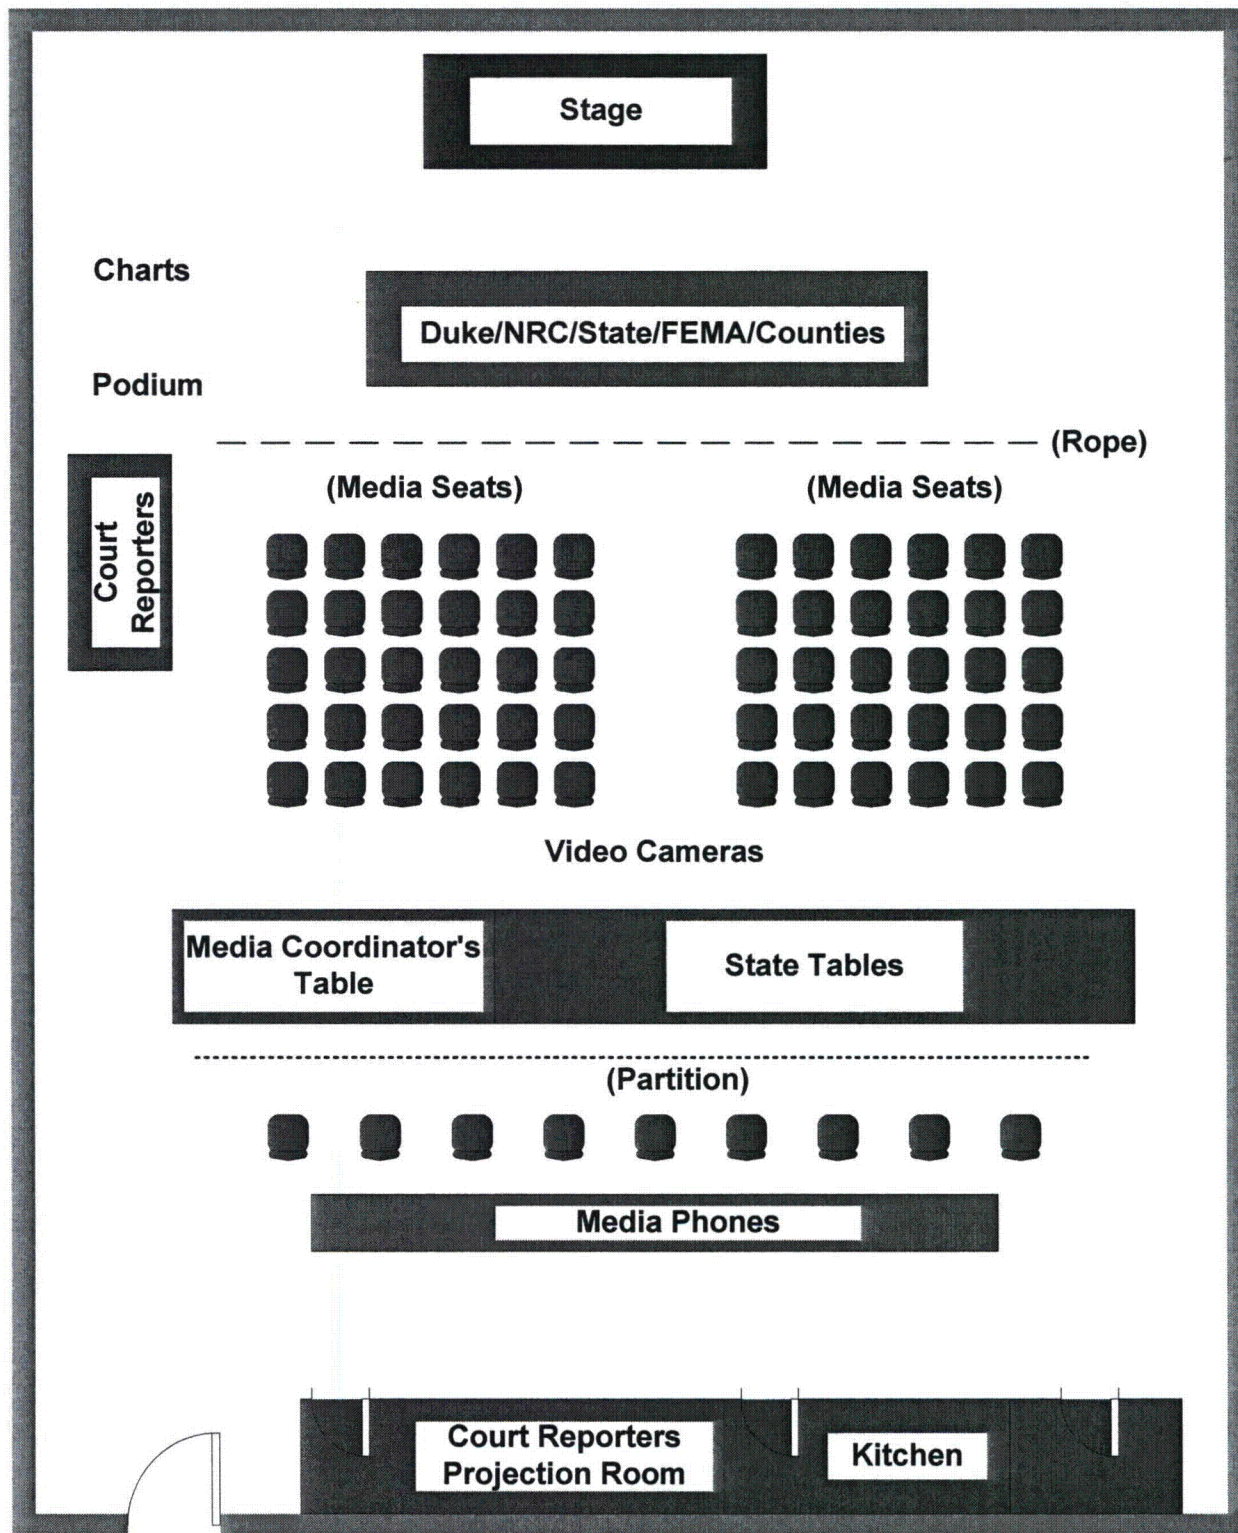 Stage
Charts
Duke/NRC/State/FEMA/Counties
Podium
(Rope)
(Media Seats)
(Media Seats)
Court
Reporters
Video Cameras
Media Coordinator's
Table
State Tables
(Partition)
Media Phones
Court Reporters
Projection Room
Kitchen